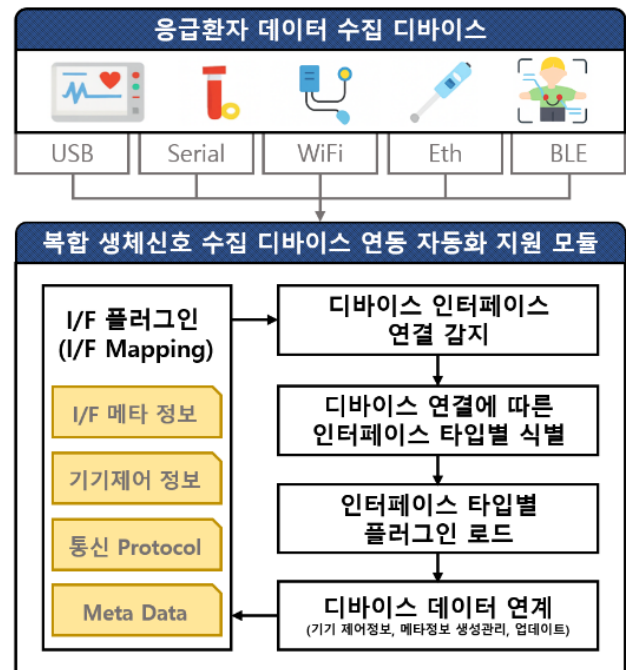 응급환자 데이터 수집 디바이스
USB
Serial
WiFi
Eth
BLE
복합 생체신호 수집 디바이스 연동 자동화 지원 모듈
I/F 플러그인
(I/F Mapping)
I/F 메타 정보
기기제어 정보
통신 Protocol
Meta Data
디바이스 인터페이스
연결 감지
디바이스 연결에 따른
인터페이스 타입별 식별
인터페이스 타입별
플러그인 로드
디바이스 데이터 연계
(기기 제어정보, 메타정보 생성관리, 업데이트)